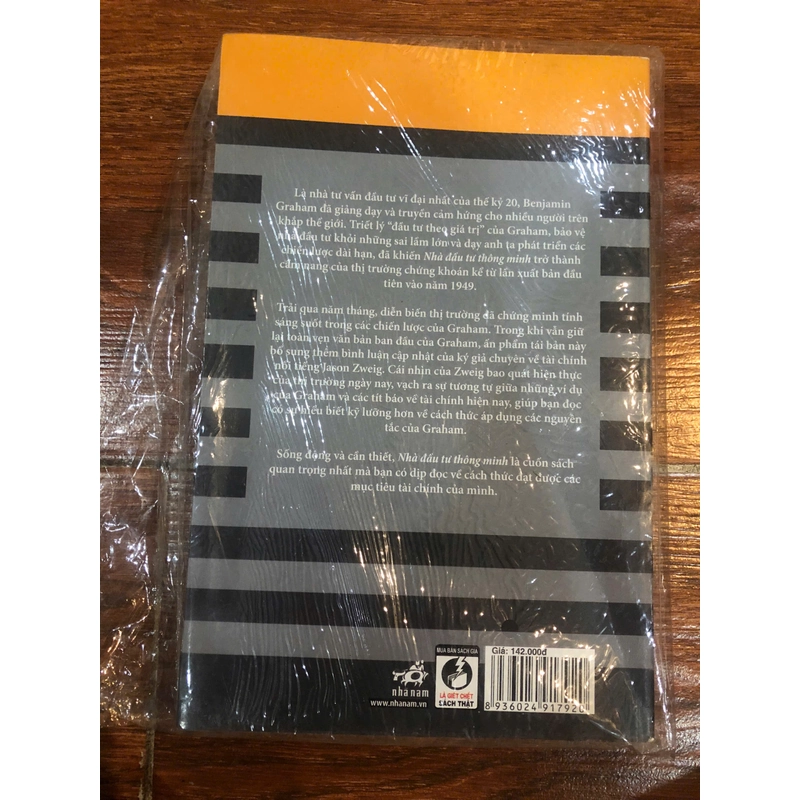 Là nhà tư vấn đầu tư vĩ đại nhất của thế kỷ 20, Benjamin
Graham đã giảng dạy và truyền cảm hứng cho nhiều người trên
khắp thế giới. Triết lý “đầu tư theo giá trị” của Graham, bảo vệ
nhà đầu tư khỏi những sai lầm lớn và dạy anh ta phát triển các
chiến lược dài hạn, đã khiến Nhà đầu tư thông minh trở thành
cẩm nang của thị trường chứng khoán kể từ lần xuất bản đầu
tiên vào năm 1949.
Trải qua năm tháng, diễn biến thị trường đã chứng minh tính
sáng suốt trong các chiến lược của Graham. Trong khi vẫn giữ
lại toàn vẹn văn bản ban đầu của Graham, ấn phẩm tái bản này
bổ sung thêm bình luận cập nhật của ký giả chuyên về tài chính
nổi tiếng Jason Zweig. Cái nhìn của Zweig bao quát hiện thực
của thị trường ngày nay, vạch ra sự tương tự giữa những ví dụ
của Graham và các tít báo về tài chính hiện nay, giúp bạn đọc
có sự hiểu biết kỹ lưỡng hơn về cách thức áp dụng các nguyên
tắc của Graham.
Sống động và cần thiết, Nhà đầu tư thông minh là cuốn sách
quan trọng nhất mà bạn có dịp đọc về cách thức đạt được các
mục tiêu tài chính của mình.
MUA BÁN SÁCH GIẢ
LÀ GIẾT CHẾT
SÁCH THẬT
Giá: 142.000đ
8 936024 917920
nhã nam
www.nhanam.vn